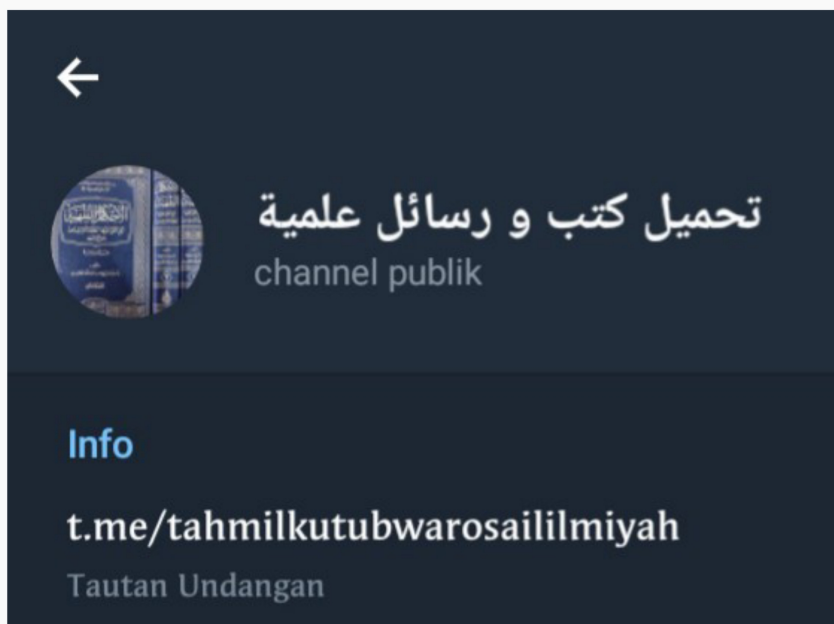 تحميل كتب و رسائل علمية
channel publik
Info
t.me/tahmilkutubwarosaililmiyah
Tautan Undangan